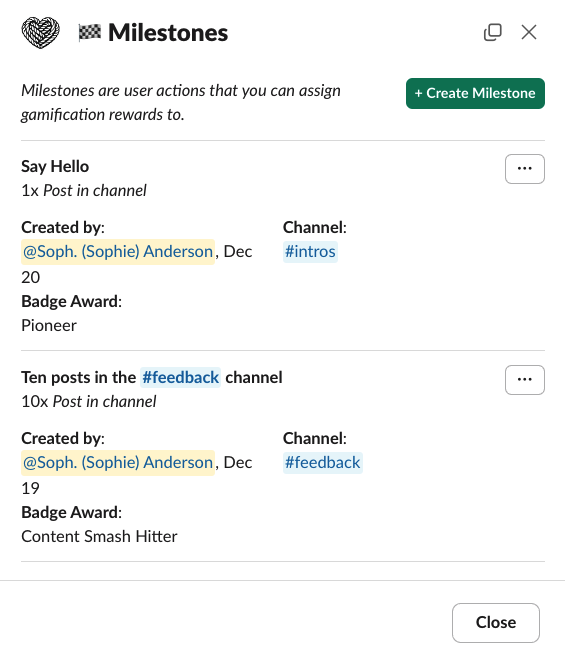 🏁 Milestones
Milestones are user actions that you can assign
gamification rewards to.
+ Create Milestone
Say Hello
...
1x Post in channel
Created by:
@Soph. (Sophie) Anderson, Dec
20
Channel:
#intros
Badge Award:
Pioneer
Ten posts in the #feedback channel
...
10x Post in channel
Created by:
@Soph. (Sophie) Anderson, Dec
19
Channel:
#feedback
Badge Award:
Content Smash Hitter
Close